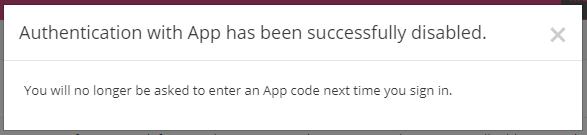 Authentication with App has been successfully disabled.
You will no longer be asked to enter an App code next time you sign in.